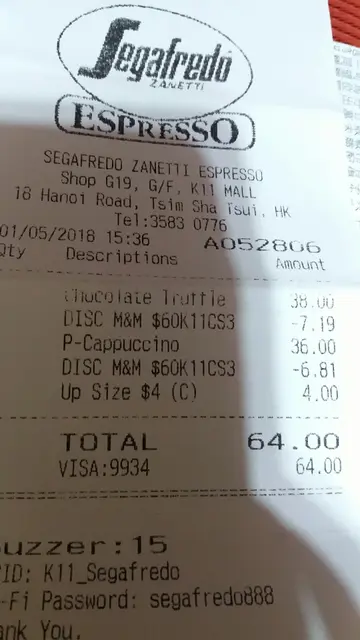 Segafredo
ZANETTI
ESPRESSO
SEGAFREDO ZANETTI ESPRESSO
Shop G19, G/F, K11 MALL
18 Hanoi Road, Tsim Sha Tsui, HK
Tel:3583 0776
01/05/2018 15:36 A052806
Qty Descriptions Amount
Chocolate Truffle 38.00
DISC M&M $60K11CS3 -7.19
P-Cappuccino 36.00
DISC M&M $60K11CS3 -6.81
Up Size $4 (C) 4.00
TOTAL 64.00
VISA:9934 64.00
uzzer:15
ID: K11_Segafredo
-Fi Password: segafredo888
ank You,